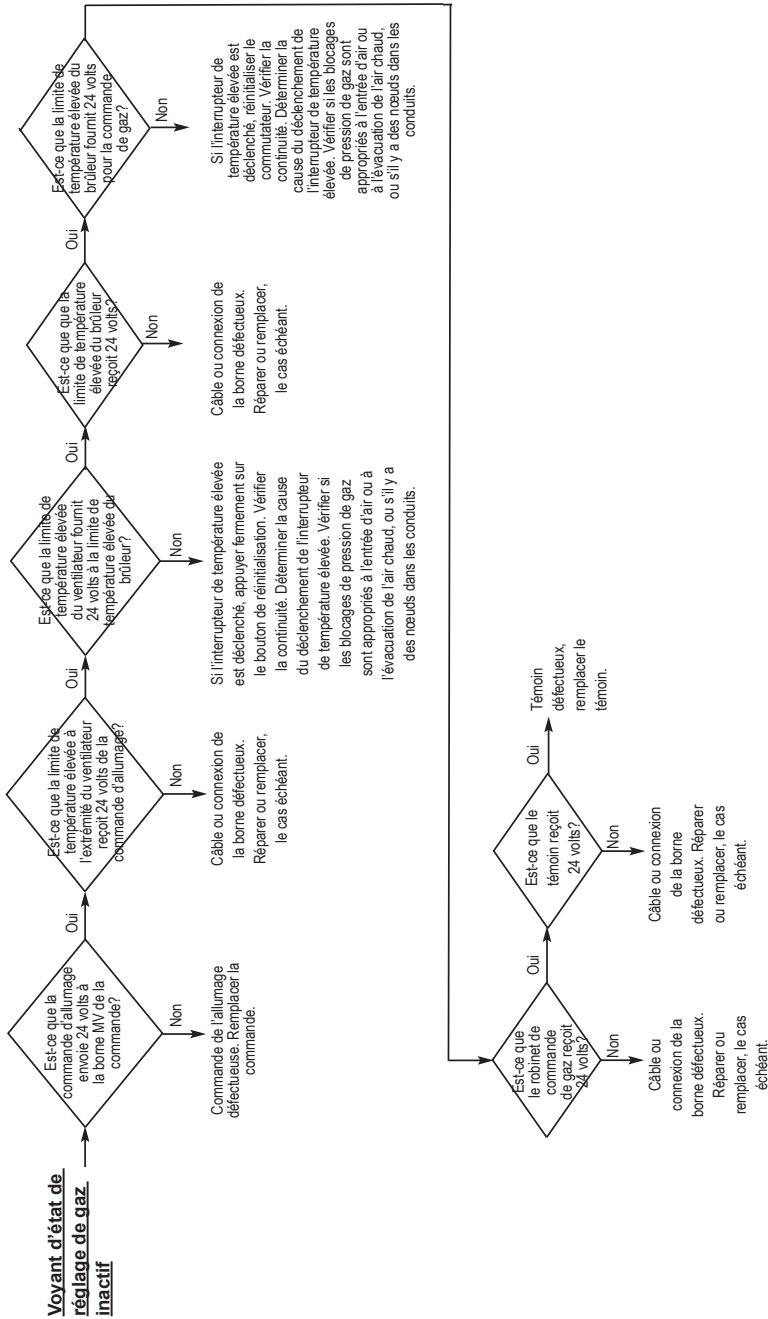 Voyant d'état de
réglage de gaz
inactif
Est-ce que la
commande d'allumage
envoie 24 volts à
la borne MV de la
commande?
Oui
Non
Commande de l'allumage
défectueuse. Remplacer la
commande.
Est-ce que la limite de
température élevée à
l'extrémité du ventilateur
reçoit 24 volts de la
commande d'allumage?
Oui
Non
Câble ou connexion de
la borne défectueux.
Réparer ou remplacer,
le cas échéant.
Est-ce que la limite de
température élevée
du ventilateur fournit
24 volts à la limite de
température élevée du
brûleur?
Oui
Non
Si l'interrupteur de température élevée
est déclenché, appuyer fermement sur
le bouton de réinitialisation. Vérifier
la continuité. Déterminer la cause
du déclenchement de l'interrupteur
de température élevée. Vérifier si
les blocages de pression de gaz
sont appropriés à l'entrée d'air ou à
l'évacuation de l'air chaud, ou s'il y a
des nœuds dans les conduits.
Est-ce que que la
limite de température
élevée du brûleur
reçoit 24 volts?
Oui
Non
Câble ou connexion de
la borne défectueux.
Réparer ou remplacer,
le cas échéant.
Est-ce que la limite de
température élevée du
brûleur fournit 24 volts
pour la commande
de gaz?
Non
Si l'interrupteur de
température élevée est
déclenché, réinitialiser le
commutateur. Vérifier la
continuité. Déterminer la
cause du déclenchement de
l'interrupteur de température
élevée. Vérifier si les blocages
de pression de gaz sont
appropriés à l'entrée d'air ou
à l'évacuation de l'air chaud,
ou s'il y a des nœuds dans les
conduits.
Est-ce que
le robinet de
commande
de gaz reçoit
24 volts?
Oui
Non
Câble ou
connexion de la
borne défectueux.
Réparer ou
remplacer, le cas
échéant.
Est-ce que le
témoin reçoit
24 volts?
Oui
Non
Câble ou connexion
de la borne
défectueux. Réparer
ou remplacer, le cas
échéant.
Témoin
défectueux,
remplacer le
témoin.